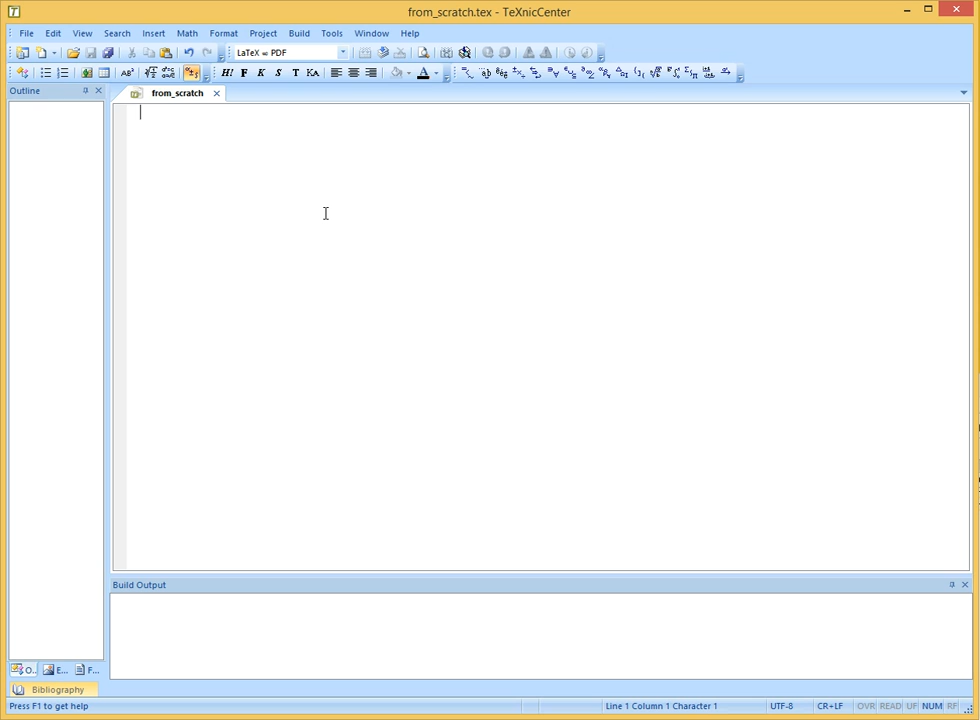 from_scratch.tex - TeXnicCenter
File Edit View Search Insert Math Format Project Build Tools Window Help
LaTeX ⇨ PDF
H! F K S T KA
Outline
from_scratch
Build Output
O.. E... F...
Bibliography
Press F1 to get help
Line 1 Column 1 Character 1
UTF-8
CR+LF
OVR READ UF NUM RF